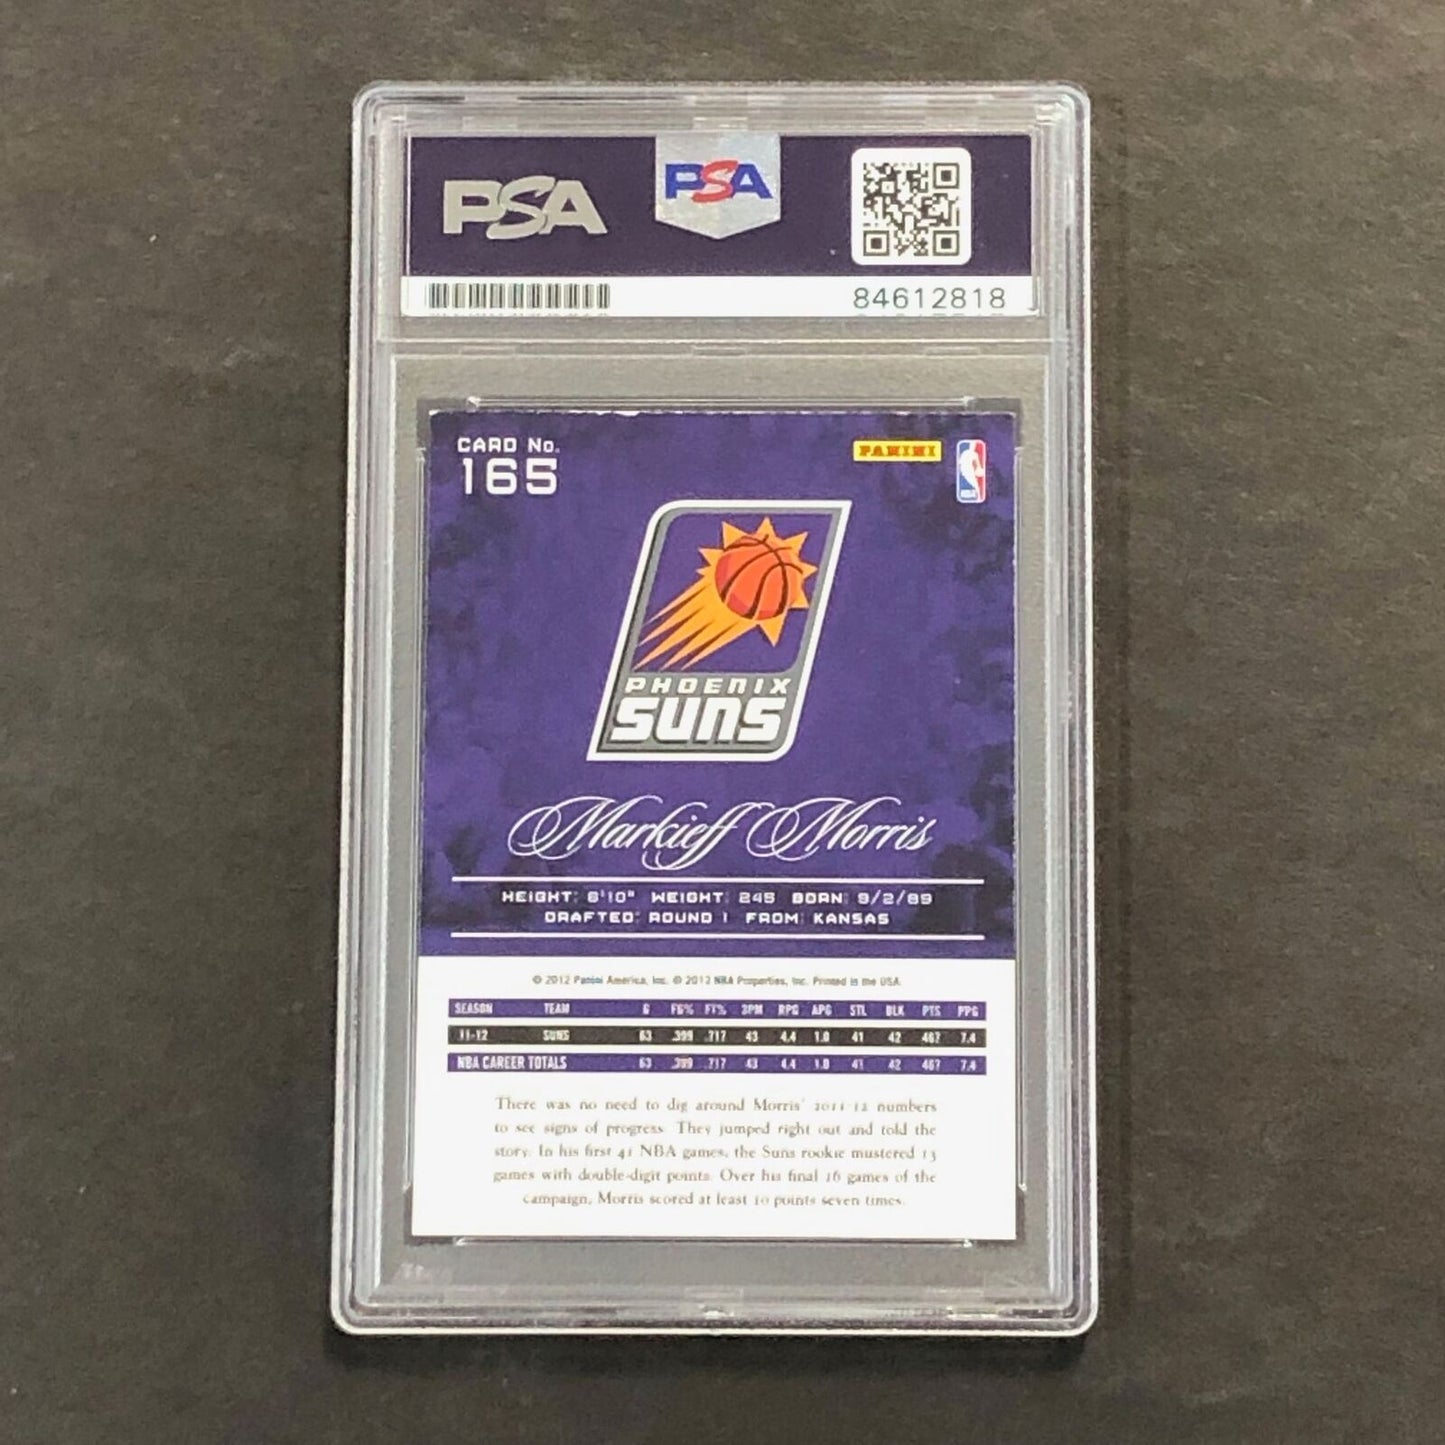 PSA PSA
84612818
CARD No.
165
PANINI
NBA
PHOENIX
SUNS
Markieff Morris
HEIGHT: 6'10" WEIGHT: 245 BORN: 9/2/89
DRAFTED: ROUND 1 FROM: KANSAS
© 2012 Panini America, Inc. © 2012 NBA Properties, Inc. Printed in the USA
SEASON TEAM G FG% FT% 3PM RPG APG STL BLK PTS PPG
11-12 SUNS 63 .399 .717 43 4.4 1.0 41 42 467 7.4
NBA CAREER TOTALS 63 .399 .717 43 4.4 1.0 41 42 467 7.4
There was no need to dig around Morris' 2011-12 numbers
to see signs of progress. They jumped right out and told the
story. In his first 41 NBA games, the Suns rookie mustered 13
games with double-digit points. Over his final 16 games of the
campaign, Morris scored at least 10 points seven times.